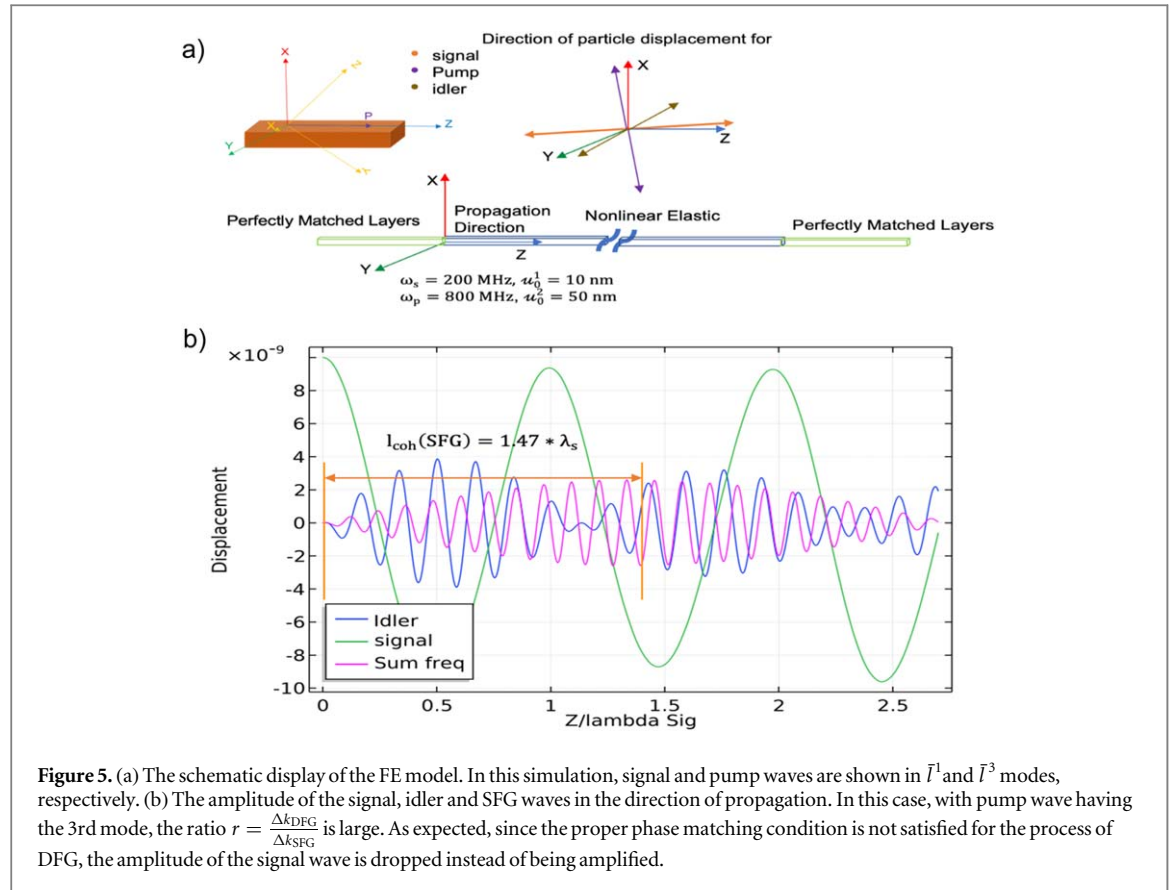 a)
Direction of particle displacement for
signal
Pump
idler
X
Z
P
X
Z
Y
Y
X
Z
Y
X
Perfectly Matched Layers
Propagation
Direction
Nonlinear Elastic
Perfectly Matched Layers
Z
Y
ωs = 200 MHz, 𝓊₀¹ = 10 nm
ωp = 800 MHz, 𝓊₀² = 50 nm
b)
×10⁻⁹
8
6
4
2
0
-2
-4
-6
-8
-10
Displacement
l_coh(SFG) = 1.47 * λ_s
Idler
signal
Sum freq
0
0.5
1
1.5
2
2.5
Z/lambda Sig
Figure 5. (a) The schematic display of the FE model. In this simulation, signal and pump waves are shown in l̄¹and l̄³ modes,
respectively. (b) The amplitude of the signal, idler and SFG waves in the direction of propagation. In this case, with pump wave having
the 3rd mode, the ratio r = Δk_DFG/Δk_SFG is large. As expected, since the proper phase matching condition is not satisfied for the process of
DFG, the amplitude of the signal wave is dropped instead of being amplified.